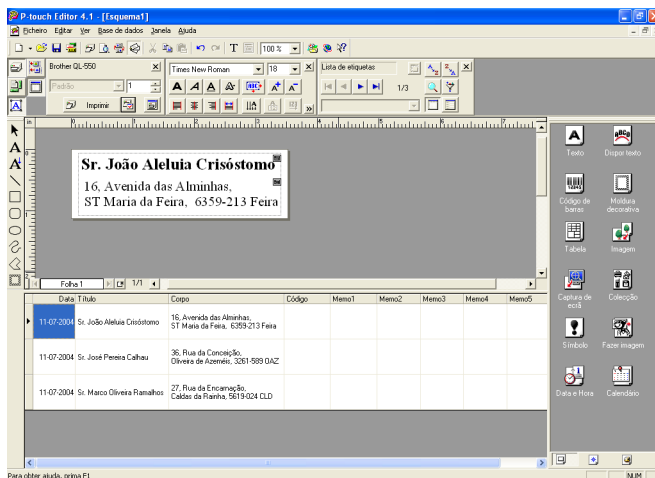 P-touch Editor 4.1 - [Esquema1]
Ficheiro Egitar Ver Base de dados Janela Ajuda
100 %
Brother QL-550
Times New Roman
18
Lista de etiquetas
Padrão
1
1/3
Imprimir
in
Sr. João Aleluia Crisóstomo
16, Avenida das Alminhas,
ST Maria da Feira, 6359-213 Feira
Folha 1
1/1
Texto
Dispor texto
Código de barras
Moldura decorativa
Tabela
Imagem
Captura de ecrã
Colecção
Símbolo
Fazer imagem
Data e Hora
Calendário
Data Título Corpo Código Memo1 Memo2 Memo3 Memo4 Memo5
11-07-2004 Sr. João Aleluia Crisóstomo 16, Avenida das Alminhas,
ST Maria da Feira, 6359-213 Feira
11-07-2004 Sr. José Pereira Calhau 36, Rua da Conceição,
Oliveira de Azeméis, 3261-589 OAZ
11-07-2004 Sr. Marco Oliveira Ramalhos 27, Rua da Encarnação,
Caldas da Rainha, 5619-024 CLD
Para obter ajuda, prima F1
NUM